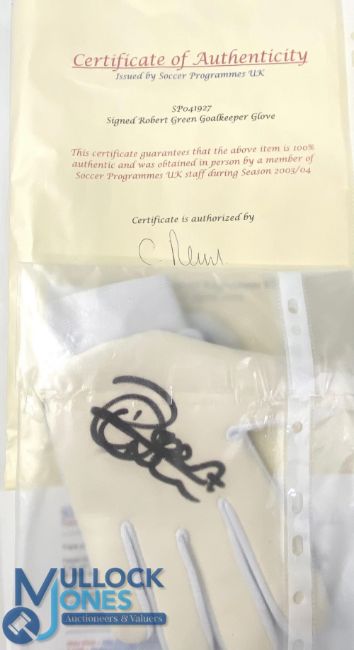 Certificate of Authenticity
Issued by Soccer Programmes UK
SP041927
Signed Robert Green Goalkeeper Glove
This certificate guarantees that the above item is 100%
authentic and was obtained in person by a member of
Soccer Programmes UK staff during Season 2003/04
Certificate is authorized by
MULLOCK
JONES
Auctioneers & Valuers